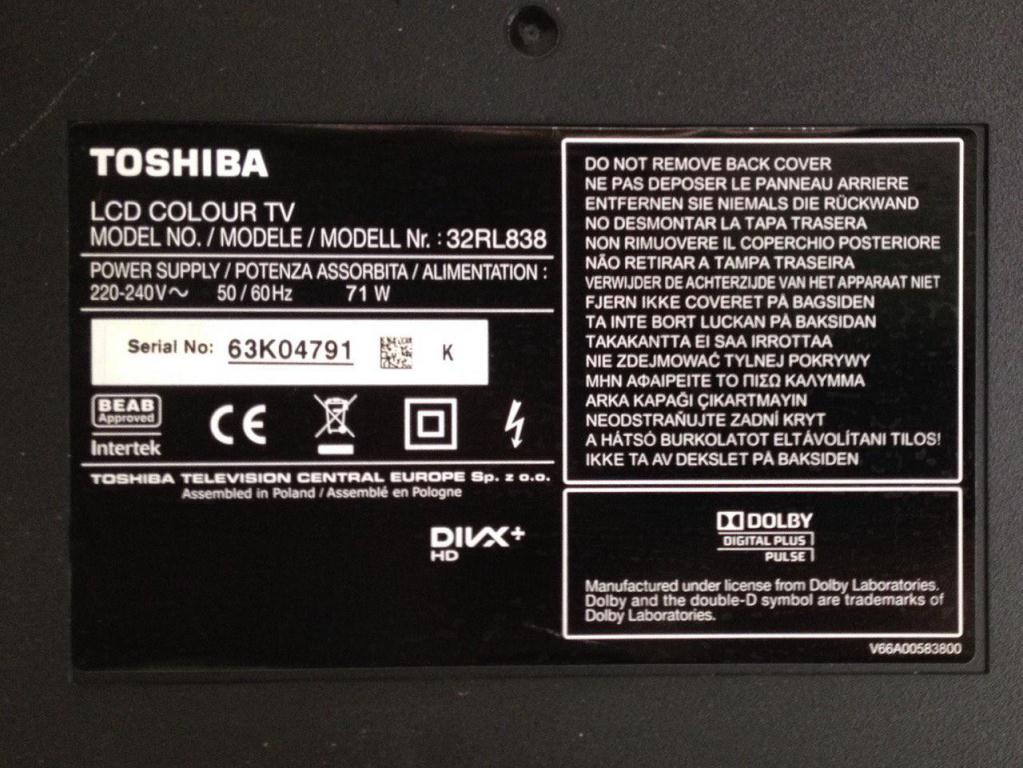 TOSHIBA
LCD COLOUR TV
MODEL NO. / MODELE / MODELL Nr. : 32RL838
POWER SUPPLY / POTENZA ASSORBITA / ALIMENTATION :
220-240V～ 50 / 60 Hz 71 W
Serial No: 63K04791 K
BEAB
Approved
Intertek
CE
TOSHIBA TELEVISION CENTRAL EUROPE Sp. z o.o.
Assembled in Poland / Assemblé en Pologne
DIVX+
HD
DO NOT REMOVE BACK COVER
NE PAS DEPOSER LE PANNEAU ARRIERE
ENTFERNEN SIE NIEMALS DIE RÜCKWAND
NO DESMONTAR LA TAPA TRASERA
NON RIMUOVERE IL COPERCHIO POSTERIORE
NÃO RETIRAR A TAMPA TRASEIRA
VERWIJDER DE ACHTERZIJDE VAN HET APPARAAT NIET
FJERN IKKE COVERET PÅ BAGSIDEN
TA INTE BORT LUCKAN PÅ BAKSIDAN
TAKAKANTTA EI SAA IRROTTAA
NIE ZDEJMOWAĆ TYLNEJ POKRYWY
ΜΗΝ ΑΦΑΙΡΕΙΤΕ ΤΟ ΠΙΣΩ ΚΑΛΥΜΜΑ
ARKA KAPAĞI ÇIKARTMAYIN
NEODSTRAŇUJTE ZADNÍ KRYT
A HÁTSÓ BURKOLATOT ELTÁVOLÍTANI TILOS!
IKKE TA AV DEKSLET PÅ BAKSIDEN
DOLBY
DIGITAL PLUS
PULSE
Manufactured under license from Dolby Laboratories.
Dolby and the double-D symbol are trademarks of
Dolby Laboratories.
V66A00583800